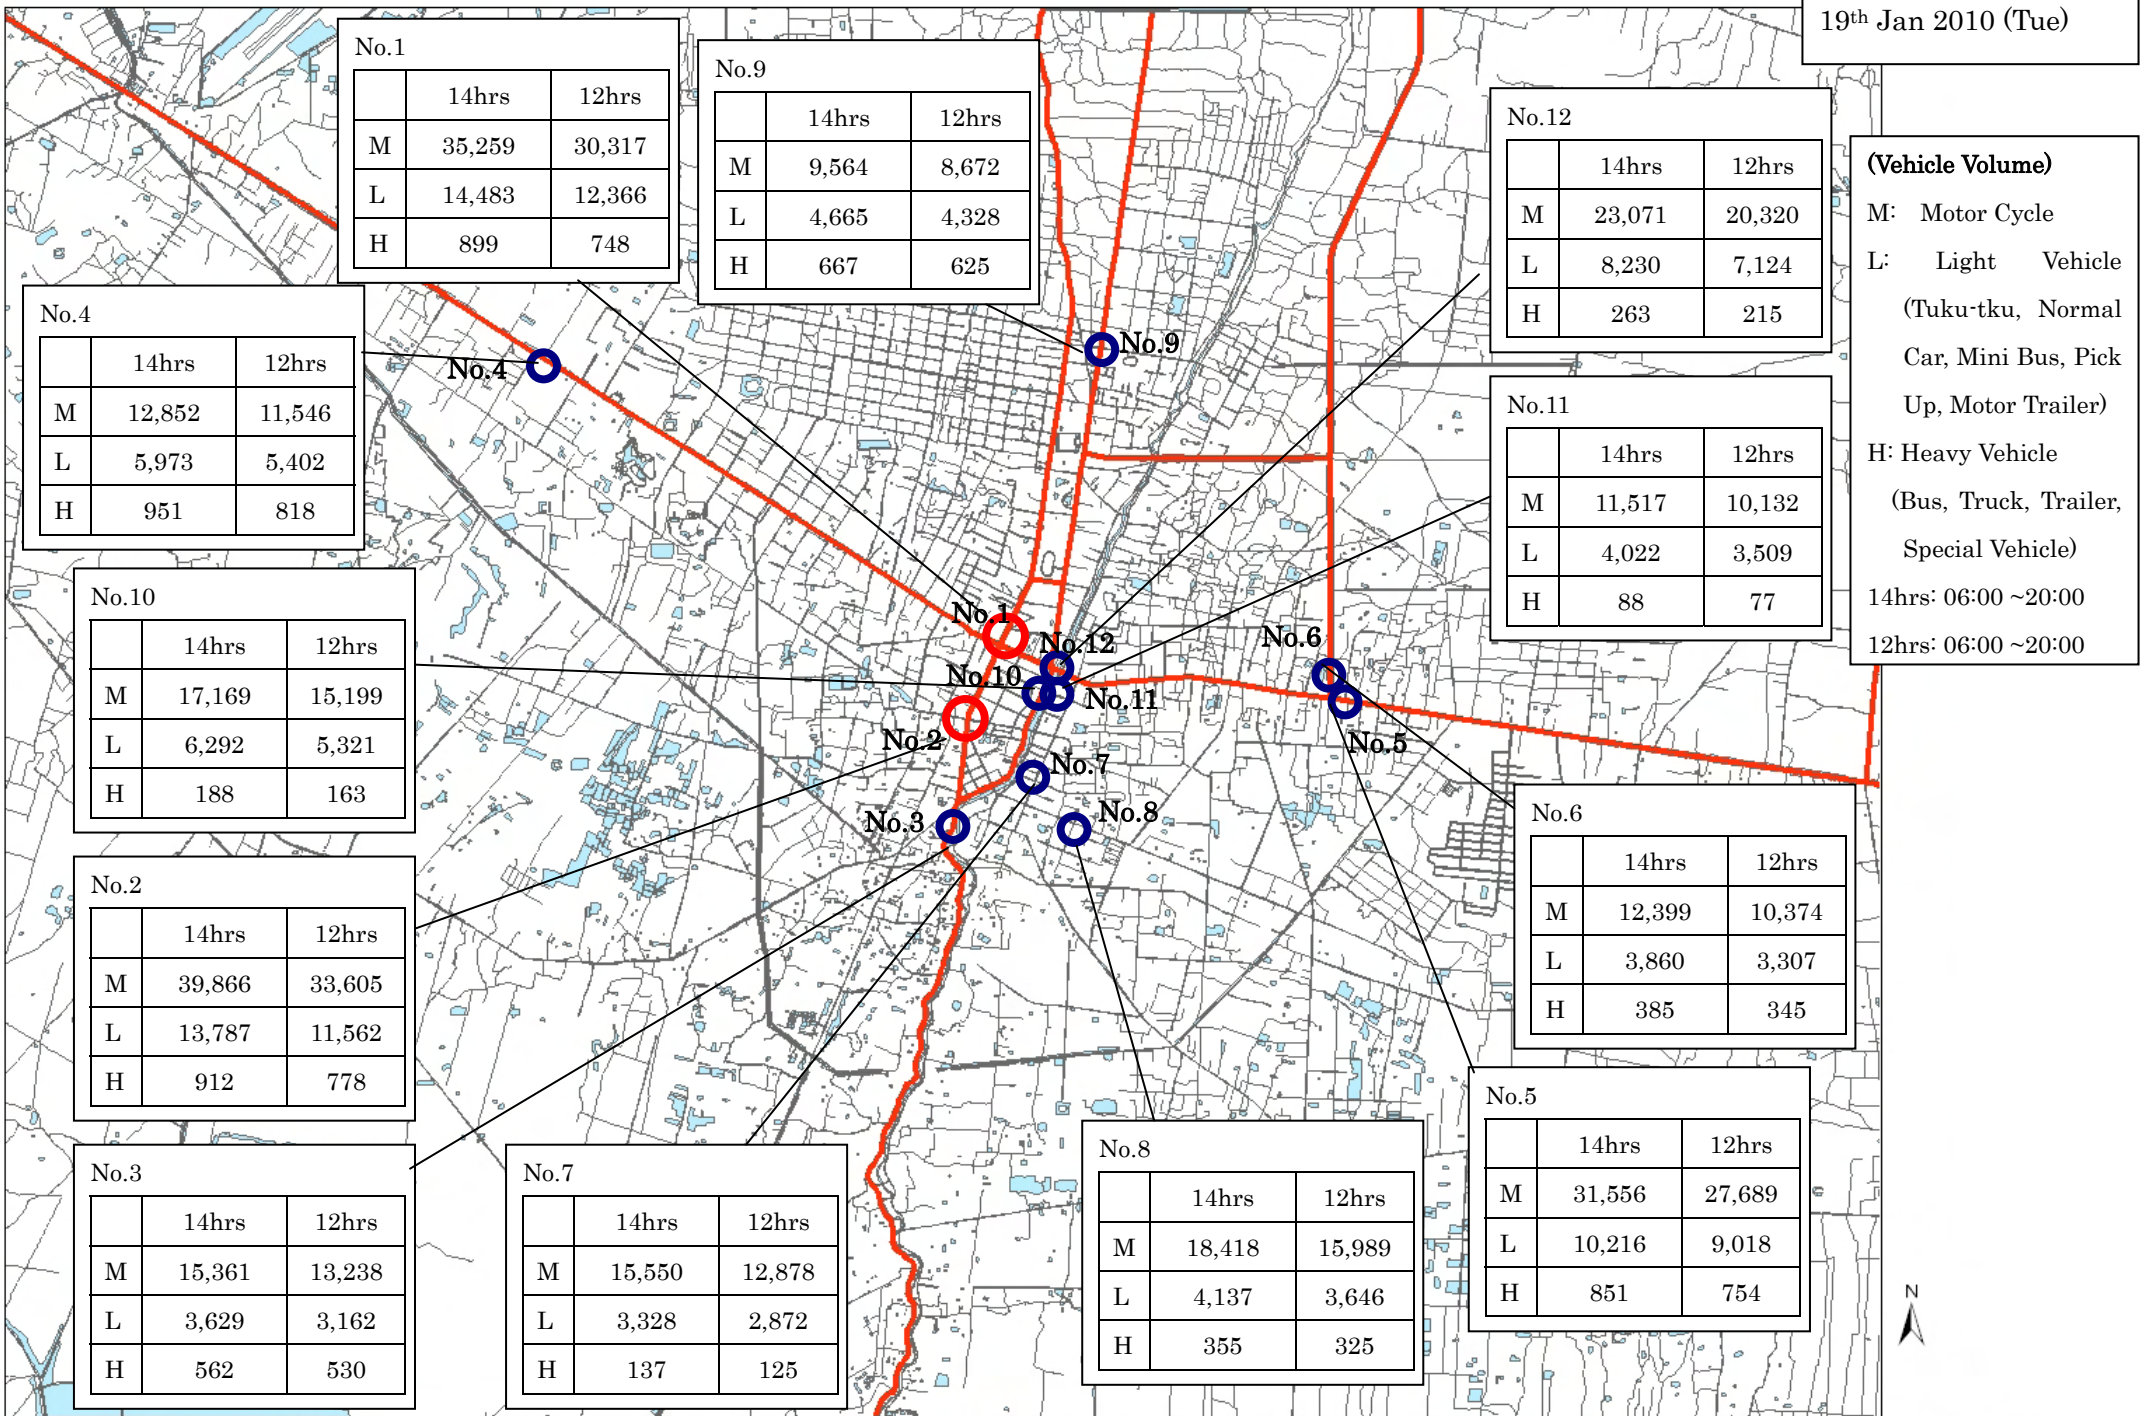 19th Jan 2010 (Tue)
No.1
14hrs 12hrs
M 35,259 30,317
L 14,483 12,366
H 899 748
No.9
14hrs 12hrs
M 9,564 8,672
L 4,665 4,328
H 667 625
No.12
14hrs 12hrs
M 23,071 20,320
L 8,230 7,124
H 263 215
(Vehicle Volume)
M: Motor Cycle
L: Light Vehicle
(Tuku-tku, Normal
Car, Mini Bus, Pick
Up, Motor Trailer)
H: Heavy Vehicle
(Bus, Truck, Trailer,
Special Vehicle)
14hrs: 06:00 ~20:00
12hrs: 06:00 ~20:00
No.4
14hrs 12hrs
M 12,852 11,546
L 5,973 5,402
H 951 818
No.11
14hrs 12hrs
M 11,517 10,132
L 4,022 3,509
H 88 77
No.10
14hrs 12hrs
M 17,169 15,199
L 6,292 5,321
H 188 163
No.4
No.9
No.1
No.12
No.6
No.10
No.11
No.2
No.5
No.7
No.3
No.8
No.2
14hrs 12hrs
M 39,866 33,605
L 13,787 11,562
H 912 778
No.6
14hrs 12hrs
M 12,399 10,374
L 3,860 3,307
H 385 345
No.3
14hrs 12hrs
M 15,361 13,238
L 3,629 3,162
H 562 530
No.7
14hrs 12hrs
M 15,550 12,878
L 3,328 2,872
H 137 125
No.8
14hrs 12hrs
M 18,418 15,989
L 4,137 3,646
H 355 325
No.5
14hrs 12hrs
M 31,556 27,689
L 10,216 9,018
H 851 754
N